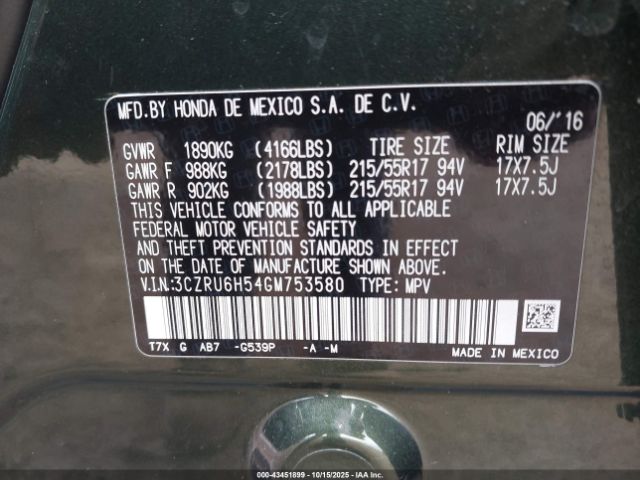 MFD.BY HONDA DE MEXICO S.A. DE C.V.
06/'16
GVWR 1890KG (4166LBS) TIRE SIZE RIM SIZE
GAWR F 988KG (2178LBS) 215/55R17 94V 17X7.5J
GAWR R 902KG (1988LBS) 215/55R17 94V 17X7.5J
THIS VEHICLE CONFORMS TO ALL APPLICABLE
FEDERAL MOTOR VEHICLE SAFETY
AND THEFT PREVENTION STANDARDS IN EFFECT
ON THE DATE OF MANUFACTURE SHOWN ABOVE.
V.I.N.:3CZRU6H54GM753580 TYPE: MPV
T7X G AB7 -G539P -A -M
MADE IN MEXICO
000-43451899 | 10/15/2025 | IAA Inc.